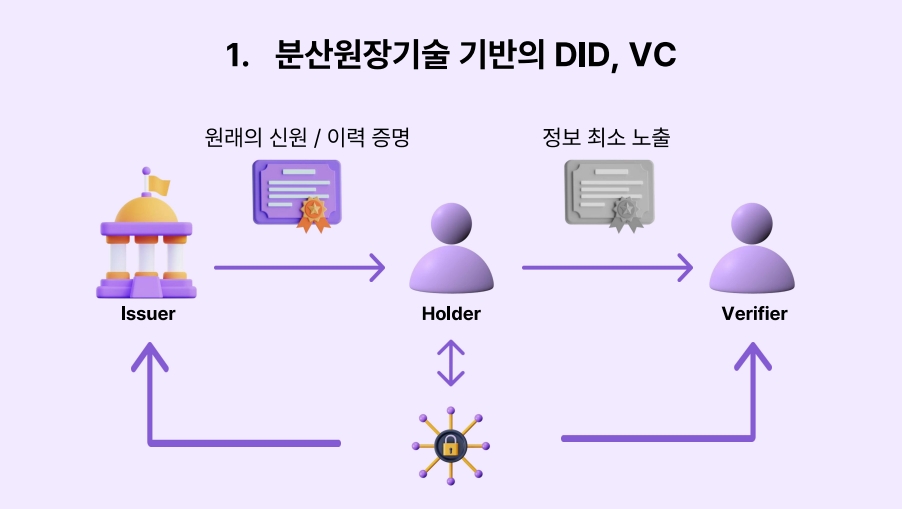 1. 분산원장기술 기반의 DID, VC
원래의 신원 / 이력 증명
정보 최소 노출
Issuer
Holder
Verifier